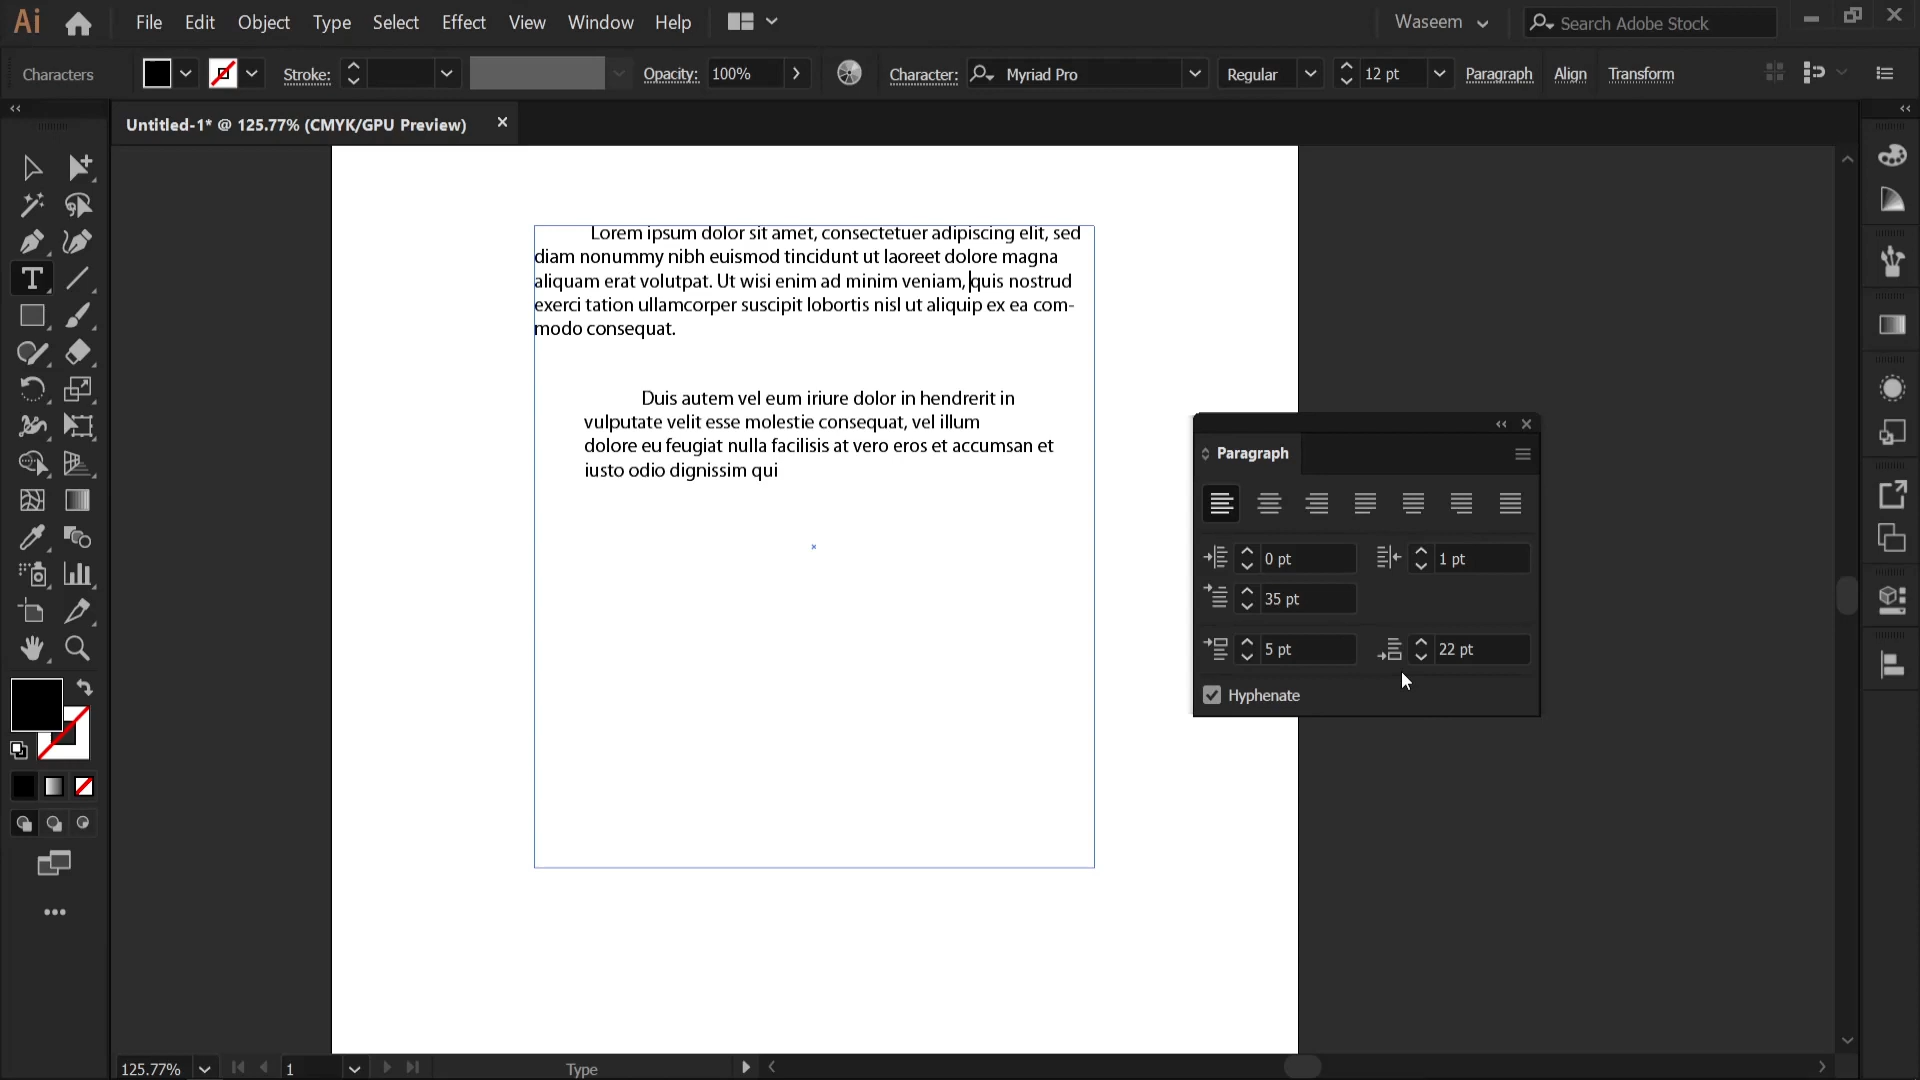 Ai File Edit Object Type Select Effect View Window Help Waseem Search Adobe Stock
Characters Stroke: Opacity: 100% Character: Myriad Pro Regular 12 pt Paragraph Align Transform
Untitled-1* @ 125.77% (CMYK/GPU Preview)
Lorem ipsum dolor sit amet, consectetuer adipiscing elit, sed
diam nonummy nibh euismod tincidunt ut laoreet dolore magna
aliquam erat volutpat. Ut wisi enim ad minim veniam, quis nostrud
exerci tation ullamcorper suscipit lobortis nisl ut aliquip ex ea com-
modo consequat.
Duis autem vel eum iriure dolor in hendrerit in
vulputate velit esse molestie consequat, vel illum
dolore eu feugiat nulla facilisis at vero eros et accumsan et
iusto odio dignissim qui
Paragraph
0 pt 1 pt
35 pt
5 pt 22 pt
Hyphenate
125.77% 1 Type